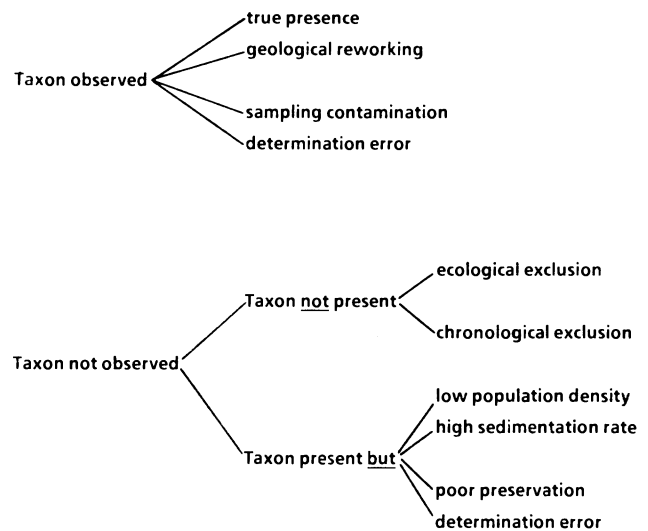 true presence
geological reworking
Taxon observed
sampling contamination
determination error
ecological exclusion
Taxon not present
chronological exclusion
Taxon not observed
low population density
high sedimentation rate
Taxon present but
poor preservation
determination error